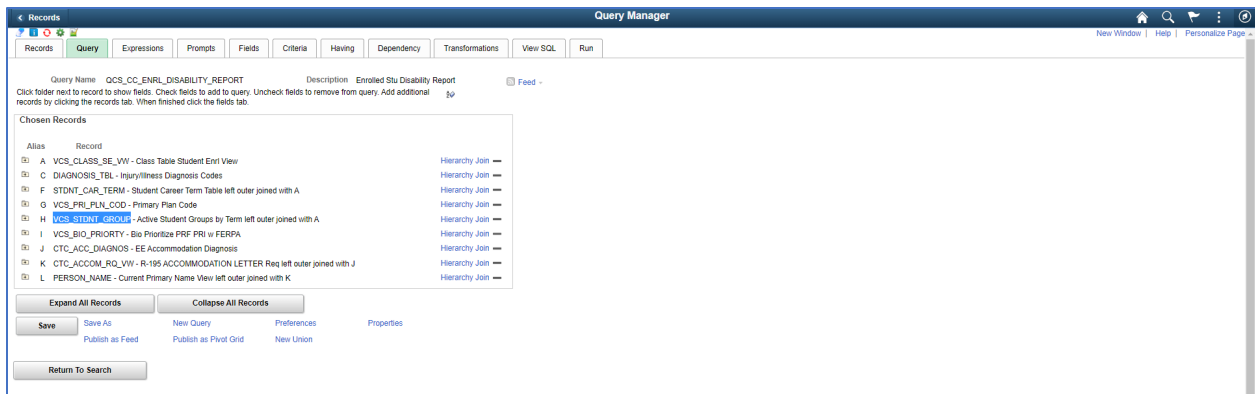 Records
Query Manager
New Window | Help | Personalize Page
Records Query Expressions Prompts Fields Criteria Having Dependency Transformations View SQL Run
Query Name QCS_CC_ENRL_DISABILITY_REPORT Description Enrolled Stu Disability Report Feed
Click folder next to record to show fields. Check fields to add to query. Uncheck fields to remove from query. Add additional
records by clicking the records tab. When finished click the fields tab.
Chosen Records
Alias Record
A VCS_CLASS_SE_VW - Class Table Student Enrl View Hierarchy Join
C DIAGNOSIS_TBL - Injury/Illness Diagnosis Codes Hierarchy Join
F STDNT_CAR_TERM - Student Career Term Table left outer joined with A Hierarchy Join
G VCS_PRI_PLN_COD - Primary Plan Code Hierarchy Join
H VCS_STDNT_GROUP - Active Student Groups by Term left outer joined with A Hierarchy Join
I VCS_BIO_PRIORTY - Bio Prioritize PRF PRI w FERPA Hierarchy Join
J CTC_ACC_DIAGNOS - EE Accommodation Diagnosis Hierarchy Join
K CTC_ACCOM_RQ_VW - R-195 ACCOMMODATION LETTER Req left outer joined with J Hierarchy Join
L PERSON_NAME - Current Primary Name View left outer joined with K Hierarchy Join
Expand All Records Collapse All Records
Save Save As New Query Preferences Properties
Publish as Feed Publish as Pivot Grid New Union
Return To Search